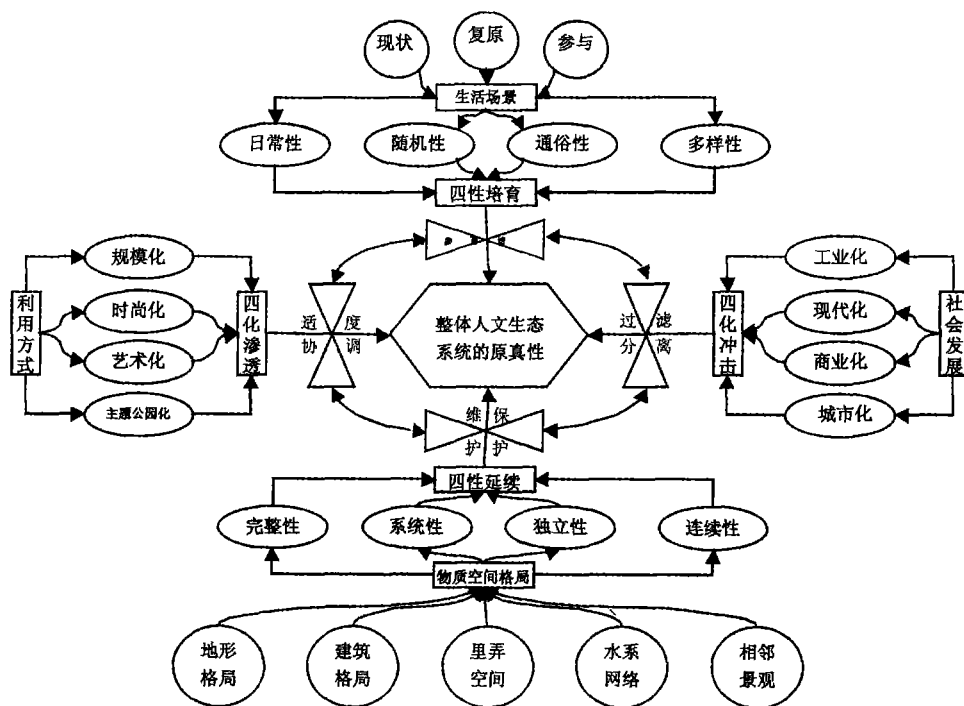 现状
复原
参与
生活场景
日常性
随机性
通俗性
多样性
四性培育
规模化
时尚化
艺术化
主题公园化
利用方式
四化渗透
适度
协调
整体人文生态
系统的原真性
过滤
分离
四化冲击
工业化
现代化
商业化
城市化
社会发展
维保
护护
四性延续
完整性
系统性
独立性
连续性
物质空间格局
地形
格局
建筑
格局
里弄
空间
水系
网络
相邻
景观